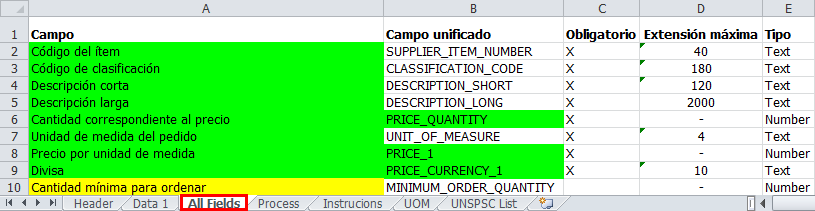 A B C D E
1 Campo Campo unificado Obligatorio Extensión máxima Tipo
2 Código del ítem SUPPLIER_ITEM_NUMBER X 40 Text
3 Código de clasificación CLASSIFICATION_CODE X 180 Text
4 Descripción corta DESCRIPTION_SHORT X 120 Text
5 Descripción larga DESCRIPTION_LONG X 2000 Text
6 Cantidad correspondiente al precio PRICE_QUANTITY X - Number
7 Unidad de medida del pedido UNIT_OF_MEASURE X 4 Text
8 Precio por unidad de medida PRICE_1 X - Number
9 Divisa PRICE_CURRENCY_1 X 10 Text
10 Cantidad mínima para ordenar MINIMUM_ORDER_QUANTITY - Number
Header Data 1 All Fields Process Instrucions UOM UNSPSC List